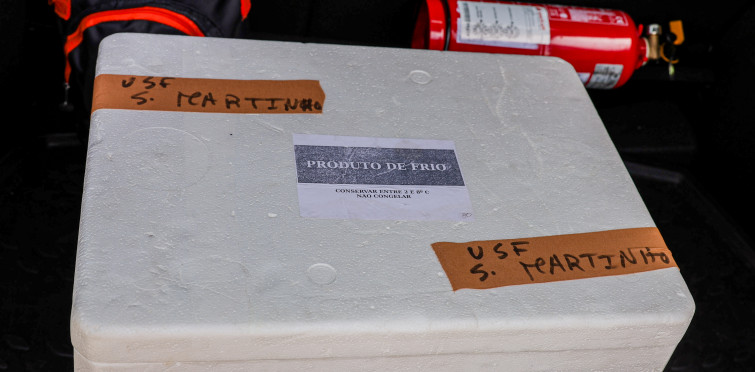 USF
S. MARTINHO
PRODUTO DE FRIO
CONSERVAR ENTRE 2 E 8º C
NÃO CONGELAR
USF
S. MARTINHO